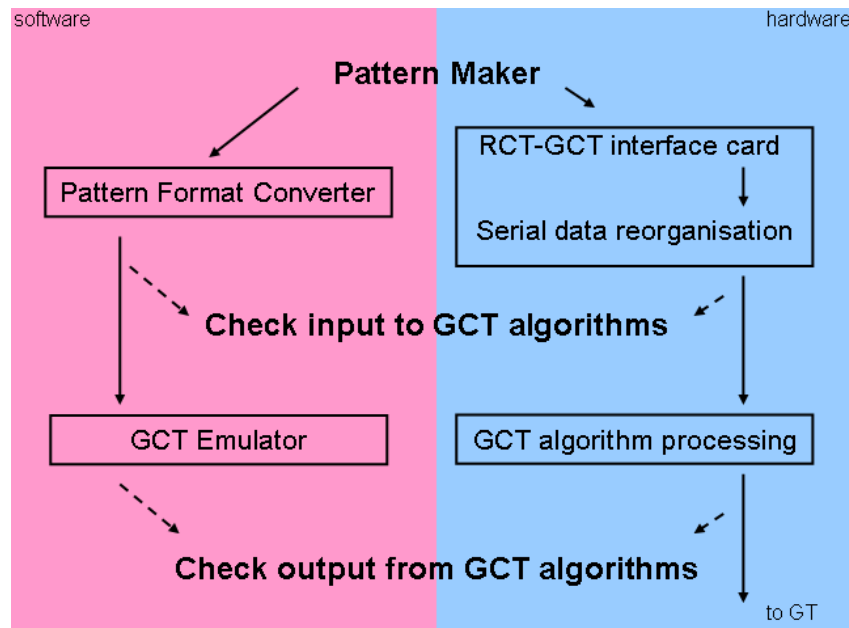 software
hardware
Pattern Maker
RCT-GCT interface card
Pattern Format Converter
Serial data reorganisation
Check input to GCT algorithms
GCT Emulator
GCT algorithm processing
Check output from GCT algorithms
to GT